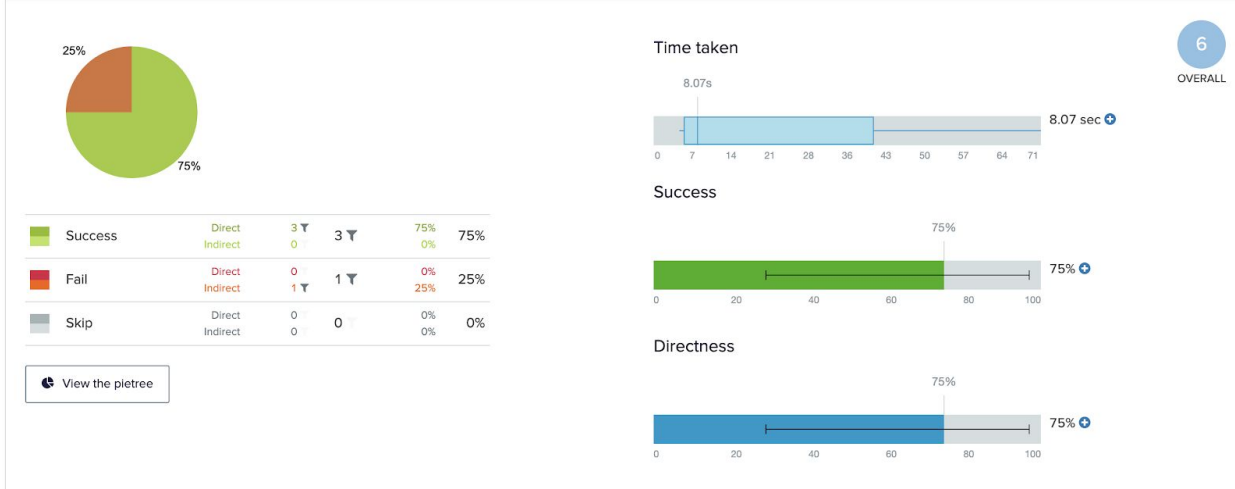 25%
75%
Success Direct 3 3 75% 75%
Indirect 0 0%
Fail Direct 0 1 0% 25%
Indirect 1 25%
Skip Direct 0 0 0% 0%
Indirect 0 0%
View the pietree
Time taken
8.07s
8.07 sec
0 7 14 21 28 36 43 50 57 64 71
Success
75%
75%
0 20 40 60 80 100
Directness
75%
75%
0 20 40 60 80 100
6
OVERALL